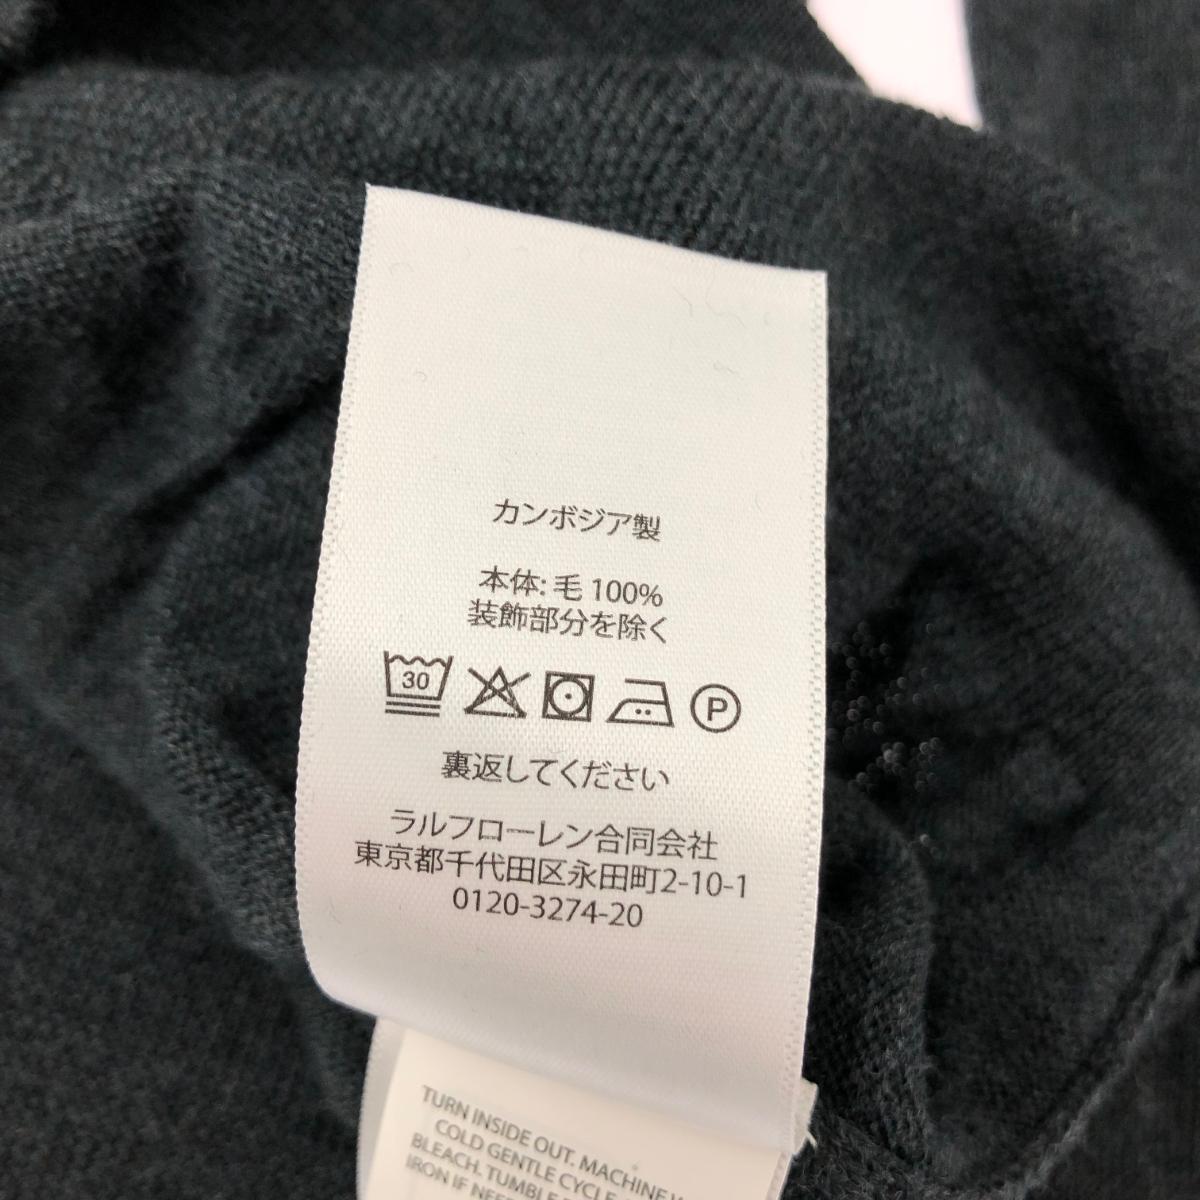 カンボジア製
本体: 毛 100%
装飾部分を除く
30
P
裏返してください
ラルフローレン合同会社
東京都千代田区永田町2-10-1
0120-3274-20
TURN INSIDE OUT. MACHINE
COLD GENTLE CYCLE.
BLEACH. TUMBLE
IRON IF